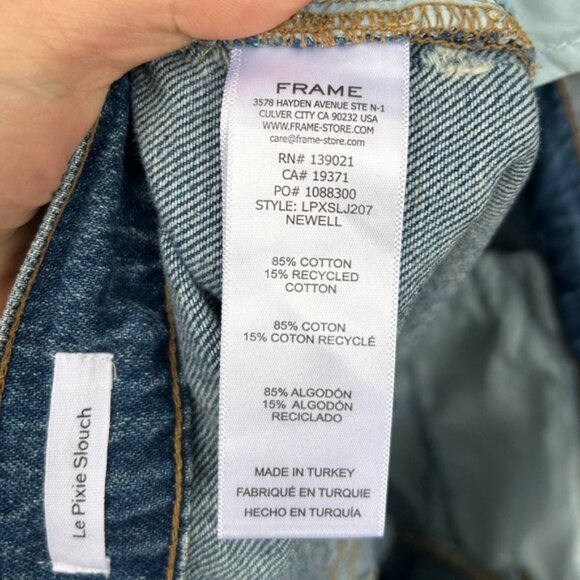 FRAME
3578 HAYDEN AVENUE STE N-1
CULVER CITY CA 90232 USA
WWW.FRAME-STORE.COM
care@frame-store.com
RN# 139021
CA# 19371
PO# 1088300
STYLE: LPXSLJ207
NEWELL
85% COTTON
15% RECYCLED
COTTON
85% COTON
15% COTON RECYCLÉ
85% ALGODÓN
15% ALGODÓN
RECICLADO
MADE IN TURKEY
FABRIQUÉ EN TURQUIE
HECHO EN TURQUÍA
Le Pixie Slouch